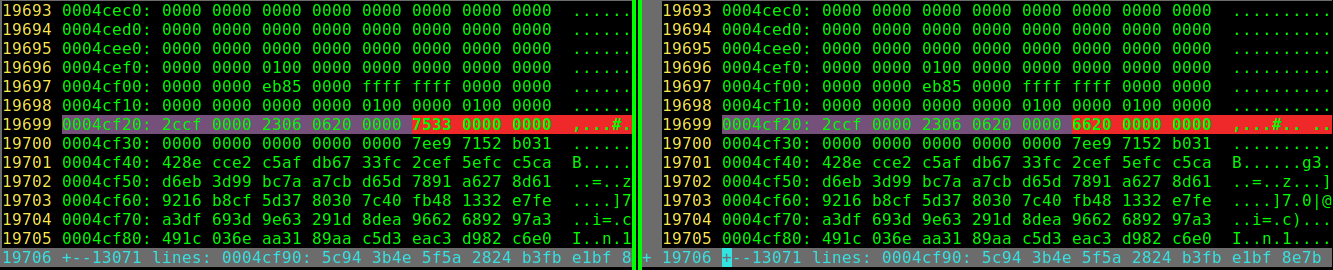 19693 0004cec0: 0000 0000 0000 0000 0000 0000 0000 0000  ......
19694 0004ced0: 0000 0000 0000 0000 0000 0000 0000 0000  ......
19695 0004cee0: 0000 0000 0000 0000 0000 0000 0000 0000  ......
19696 0004cef0: 0000 0000 0100 0000 0000 0000 0000 0000  ......
19697 0004cf00: 0000 0000 eb85 0000 ffff ffff 0000 0000  ......
19698 0004cf10: 0000 0000 0000 0000 0100 0000 0100 0000  ......
19699 0004cf20: 2ccf 0000 2306 0620 0000 7533 0000 0000  ,...#.
19700 0004cf30: 0000 0000 0000 0000 0000 7ee9 7152 b031  ......
19701 0004cf40: 428e cce2 c5af db67 33fc 2cef 5efc c5ca  B.....
19702 0004cf50: d6eb 3d99 bc7a a7cb d65d 7891 a627 8d61  ..=..z
19703 0004cf60: 9216 b8cf 5d37 8030 7c40 fb48 1332 e7fe  ....]7
19704 0004cf70: a3df 693d 9e63 291d 8dea 9662 6892 97a3  ..i=.c
19705 0004cf80: 491c 036e aa31 89aa c5d3 eac3 d982 c6e0  I..n.1
19706 +--13071 lines: 0004cf90: 5c94 3b4e 5f5a 2824 b3fb e1bf 8
19693 0004cec0: 0000 0000 0000 0000 0000 0000 0000 0000  ..........
19694 0004ced0: 0000 0000 0000 0000 0000 0000 0000 0000  ..........
19695 0004cee0: 0000 0000 0000 0000 0000 0000 0000 0000  ..........
19696 0004cef0: 0000 0000 0100 0000 0000 0000 0000 0000  ..........
19697 0004cf00: 0000 0000 eb85 0000 ffff ffff 0000 0000  ..........
19698 0004cf10: 0000 0000 0000 0000 0100 0000 0100 0000  ..........
19699 0004cf20: 2ccf 0000 2306 0620 0000 6620 0000 0000  ,...#.. ..
19700 0004cf30: 0000 0000 0000 0000 0000 7ee9 7152 b031  ..........
19701 0004cf40: 428e cce2 c5af db67 33fc 2cef 5efc c5ca  B......g3.
19702 0004cf50: d6eb 3d99 bc7a a7cb d65d 7891 a627 8d61  ..=..z...]
19703 0004cf60: 9216 b8cf 5d37 8030 7c40 fb48 1332 e7fe  ....]7.0|@
19704 0004cf70: a3df 693d 9e63 291d 8dea 9662 6892 97a3  ..i=.c)...
19705 0004cf80: 491c 036e aa31 89aa c5d3 eac3 d982 c6e0  I..n.1....
+ 19706 +--13071 lines: 0004cf90: 5c94 3b4e 5f5a 2824 b3fb e1bf 8e7b